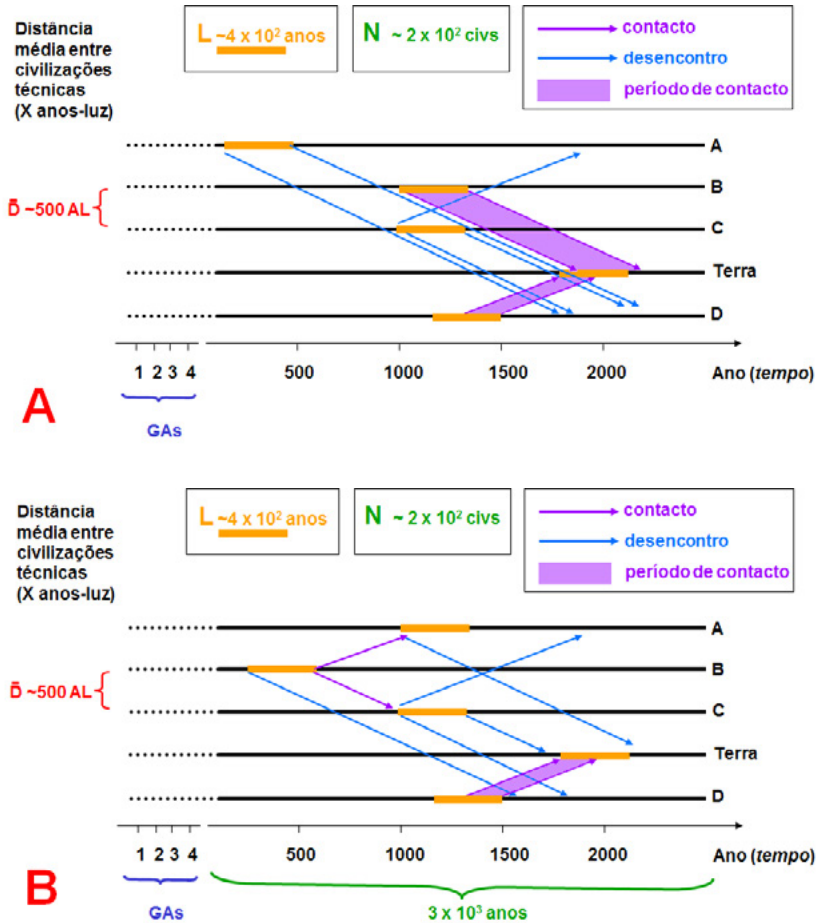 Distância
média entre
civilizações
técnicas
(X anos-luz)
L ~4 x 10² anos
N ~ 2 x 10² civs
contacto
desencontro
período de contacto
A
B
D̄ ~500 AL
C
Terra
D
1 2 3 4
500 1000 1500 2000 Ano (tempo)
GAs
A
Distância
média entre
civilizações
técnicas
(X anos-luz)
L ~4 x 10² anos
N ~ 2 x 10² civs
contacto
desencontro
período de contacto
A
B
D̄ ~500 AL
C
Terra
D
1 2 3 4
500 1000 1500 2000 Ano (tempo)
GAs
3 x 10³ anos
B